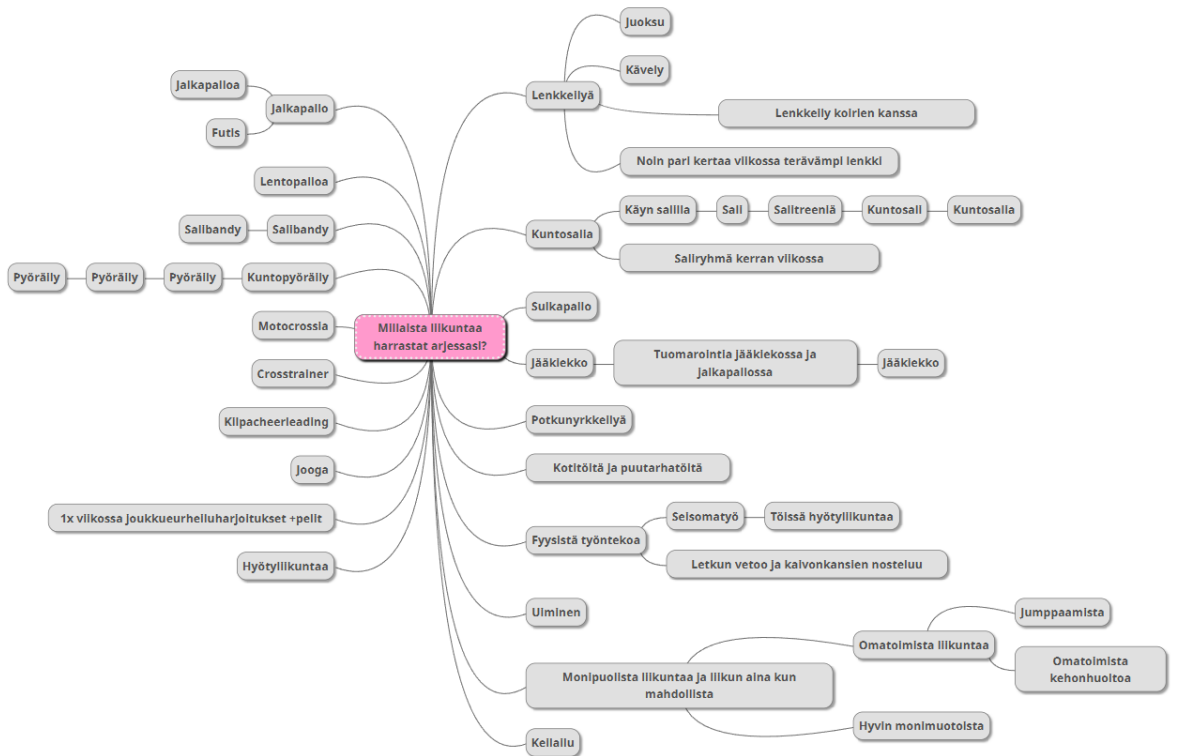 Millaista liikuntaa
harrastat arjessasi?
Lenkkeilyä
Juoksu
Kävely
Lenkkeily koirien kanssa
Noin pari kertaa viikossa terävämpi lenkki
Kuntosalia
Käyn salilla
Sali
Salitreeniä
Kuntosali
Kuntosalia
Saliryhmä kerran viikossa
Sulkapallo
Jääkiekko
Tuomarointia jääkiekossa ja
jalkapallossa
Jääkiekko
Potkunyrkkeilyä
Kotitöitä ja puutarhatöitä
Fyysistä työntekoa
Seisomatyö
Töissä hyötyliikuntaa
Letkun vetoo ja kaivonkansien nosteluu
Uiminen
Monipuolista liikuntaa ja liikun aina kun
mahdollista
Omatoimista liikuntaa
Jumppaamista
Omatoimista
kehonhuoltoa
Hyvin monimuotoista
Keilailu
Jalkapallo
Jalkapalloa
Futis
Lentopalloa
Salibandy
Salibandy
Kuntopyöräily
Pyöräily
Pyöräily
Pyöräily
Motocrossia
Crosstrainer
Kilpacheerleading
Jooga
1x viikossa joukkueurheiluharjoitukset +pelit
Hyötyliikuntaa